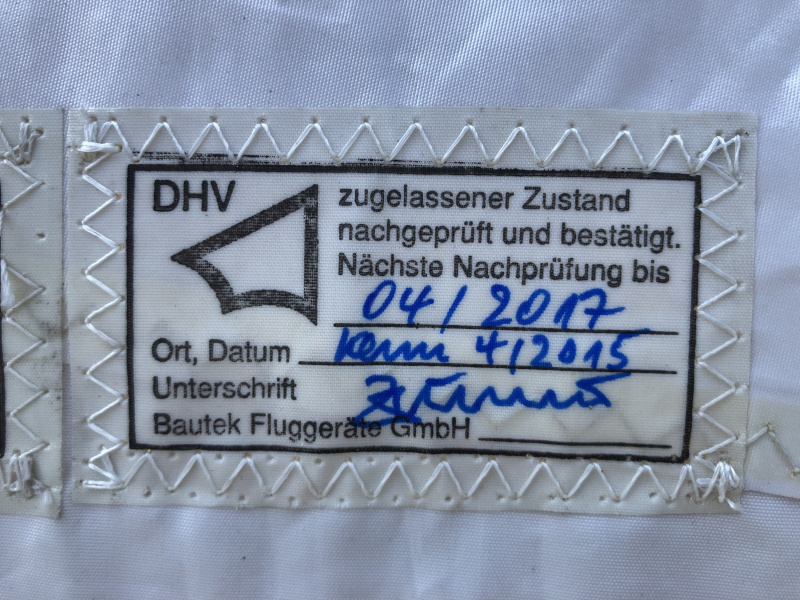 DHV
zugelassener Zustand
nachgeprüft und bestätigt.
Nächste Nachprüfung bis
04/2017
Ort, Datum Kenn 4/2015
Unterschrift
Bautek Fluggeräte GmbH